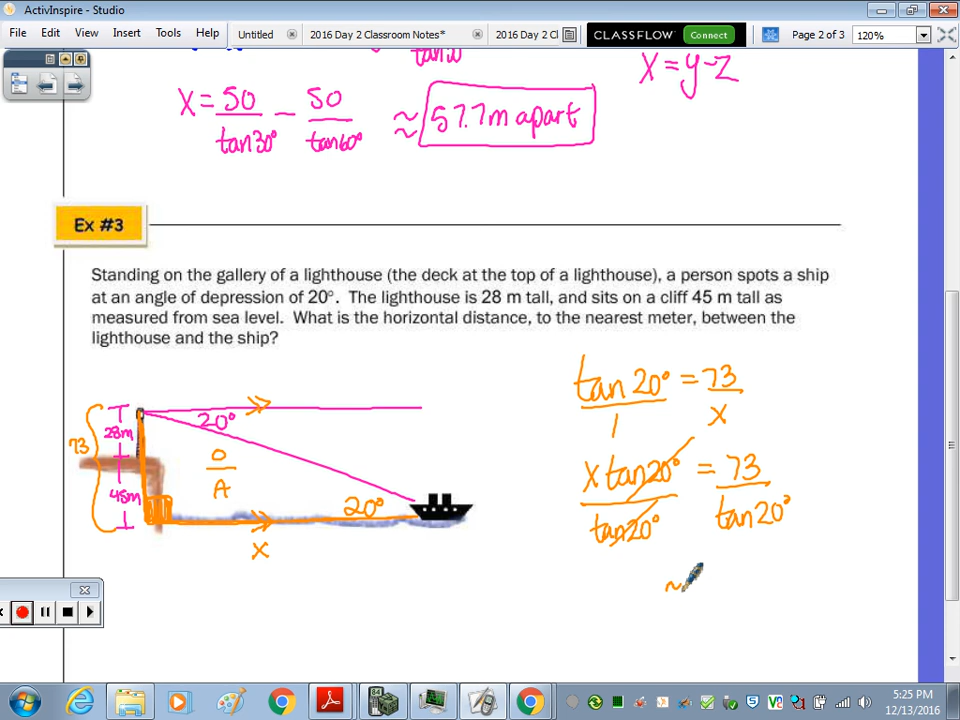 ActivInspire - Studio
File Edit View Insert Tools Help Untitled 2016 Day 2 Classroom Notes* 2016 Day 2 Cl CLASSFLOW Connect Page 2 of 3 120%
x = y - z
x = 50/tan30° - 50/tan60° ≈ 57.7m apart
Ex #3
Standing on the gallery of a lighthouse (the deck at the top of a lighthouse), a person spots a ship
at an angle of depression of 20°. The lighthouse is 28 m tall, and sits on a cliff 45 m tall as
measured from sea level. What is the horizontal distance, to the nearest meter, between the
lighthouse and the ship?
tan 20°/1 = 73/x
x tan20°/tan20° = 73/tan20°
≈
20°
28m
73
O/A
45m
20°
x
5:25 PM
12/13/2016